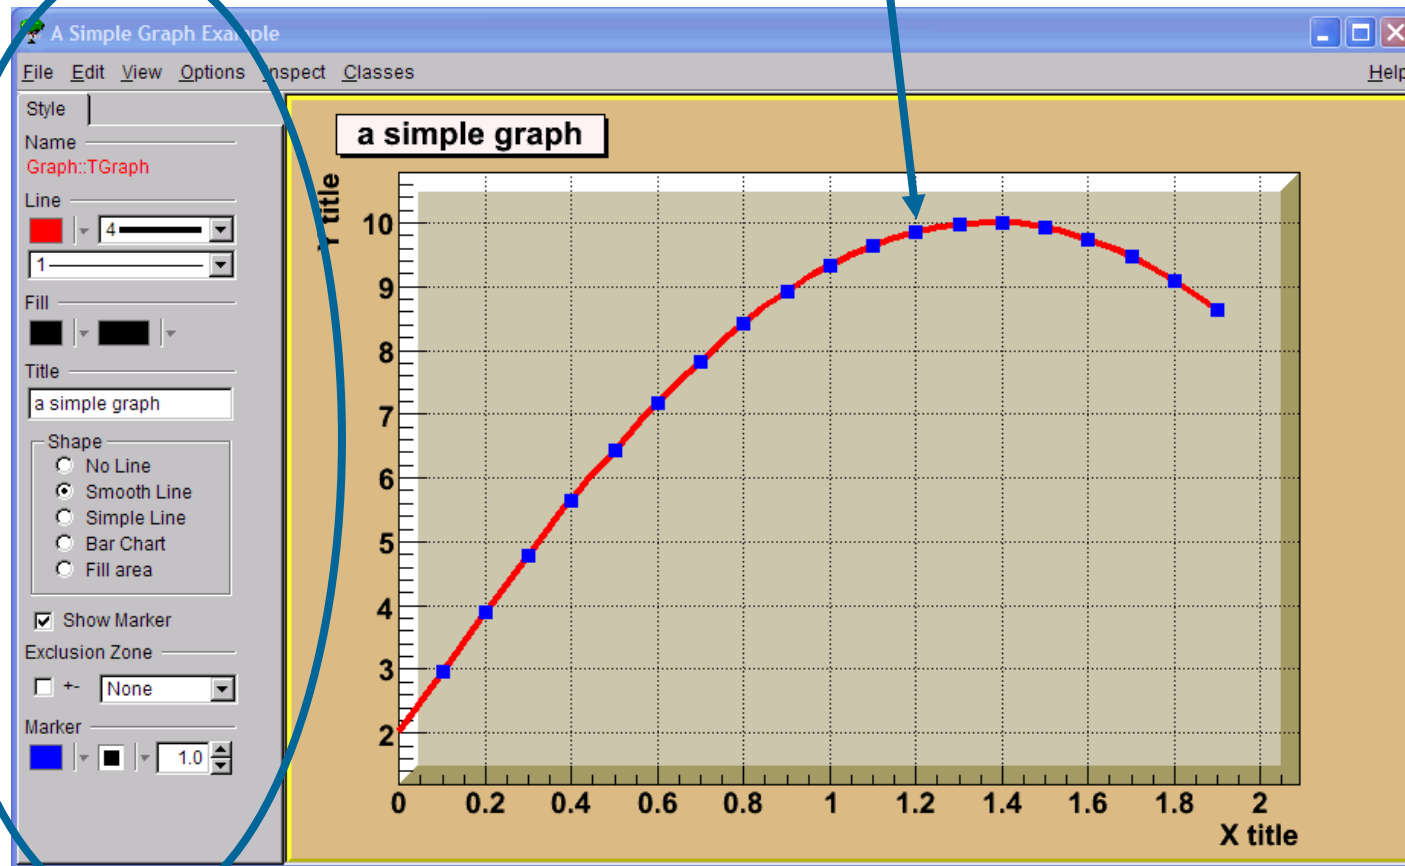 A Simple Graph Example
File Edit View Options Inspect Classes Help
Style
Name
Graph::TGraph
Line
4
1
Fill
Title
a simple graph
Shape
No Line
Smooth Line
Simple Line
Bar Chart
Fill area
Show Marker
Exclusion Zone
+- None
Marker
1.0
a simple graph
Y title
10
9
8
7
6
5
4
3
2
0 0.2 0.4 0.6 0.8 1 1.2 1.4 1.6 1.8 2
X title